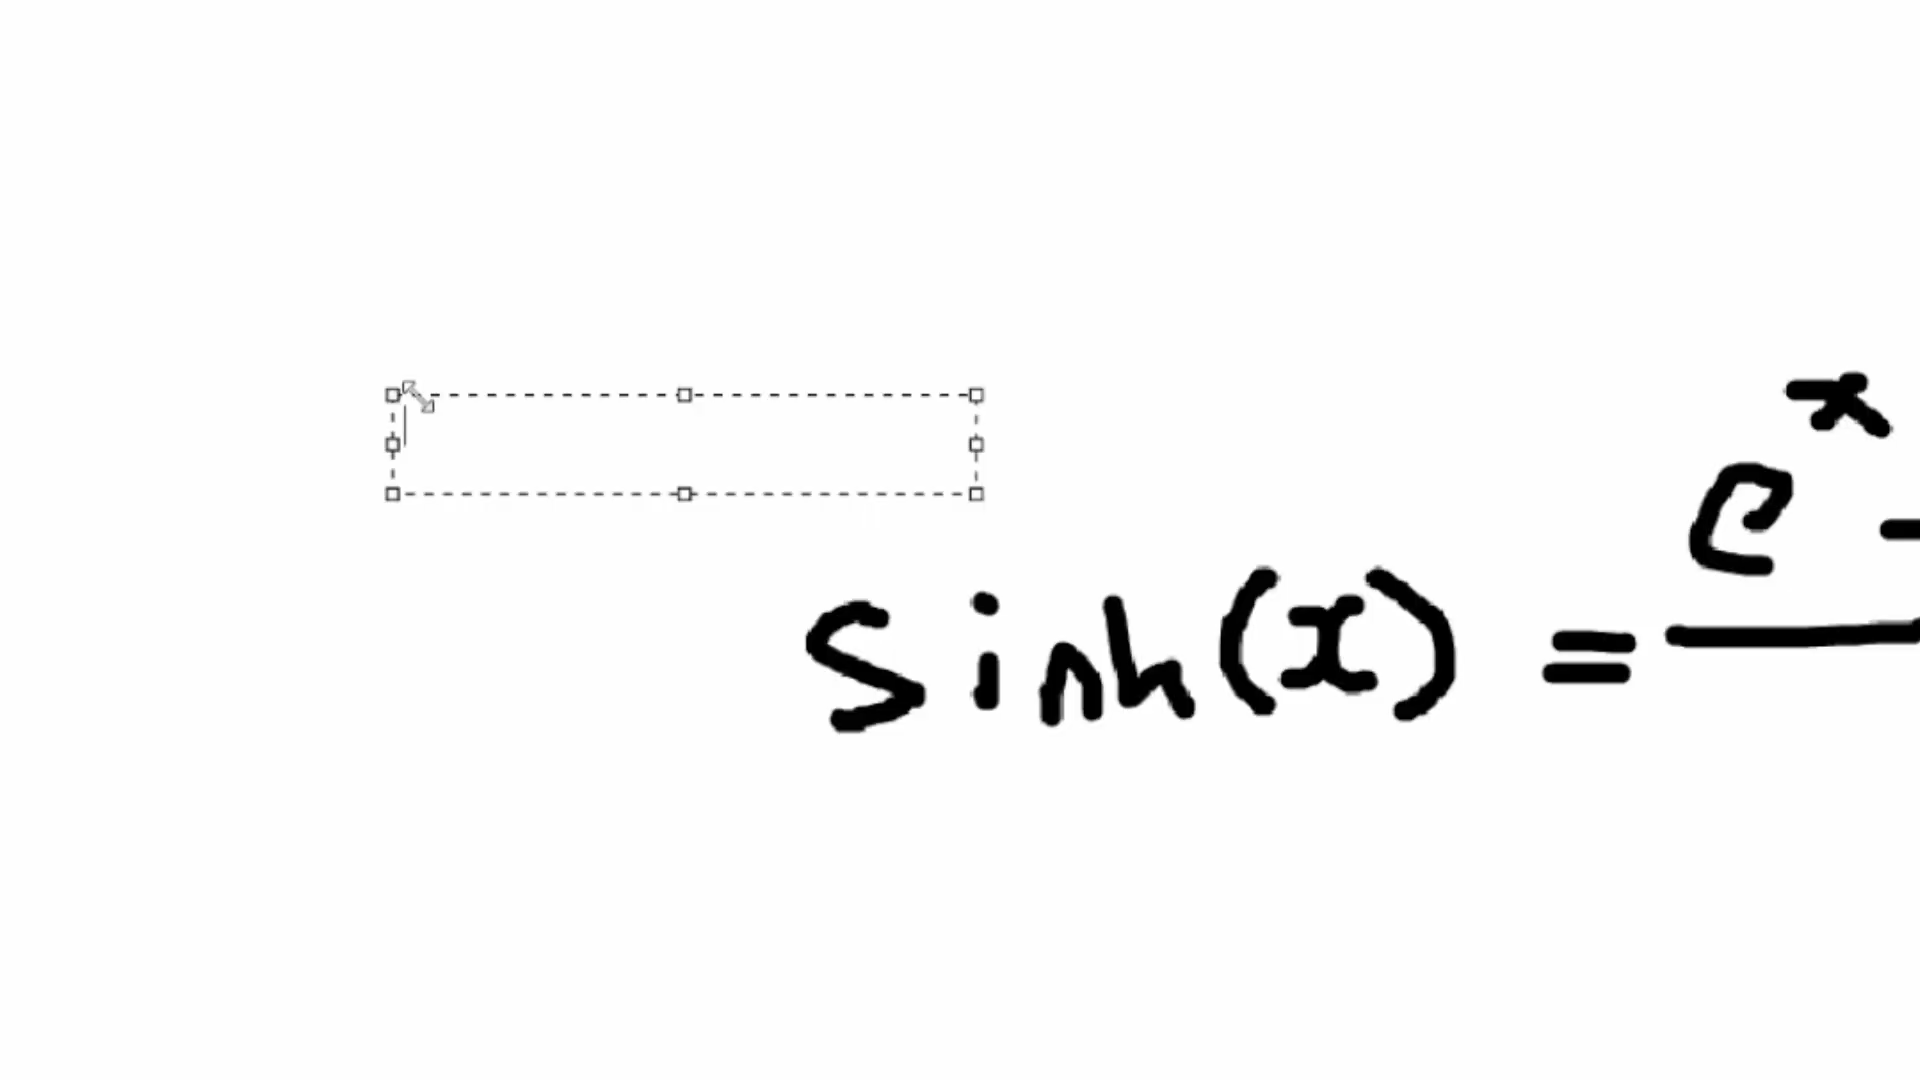 sinh(x) = e^x -